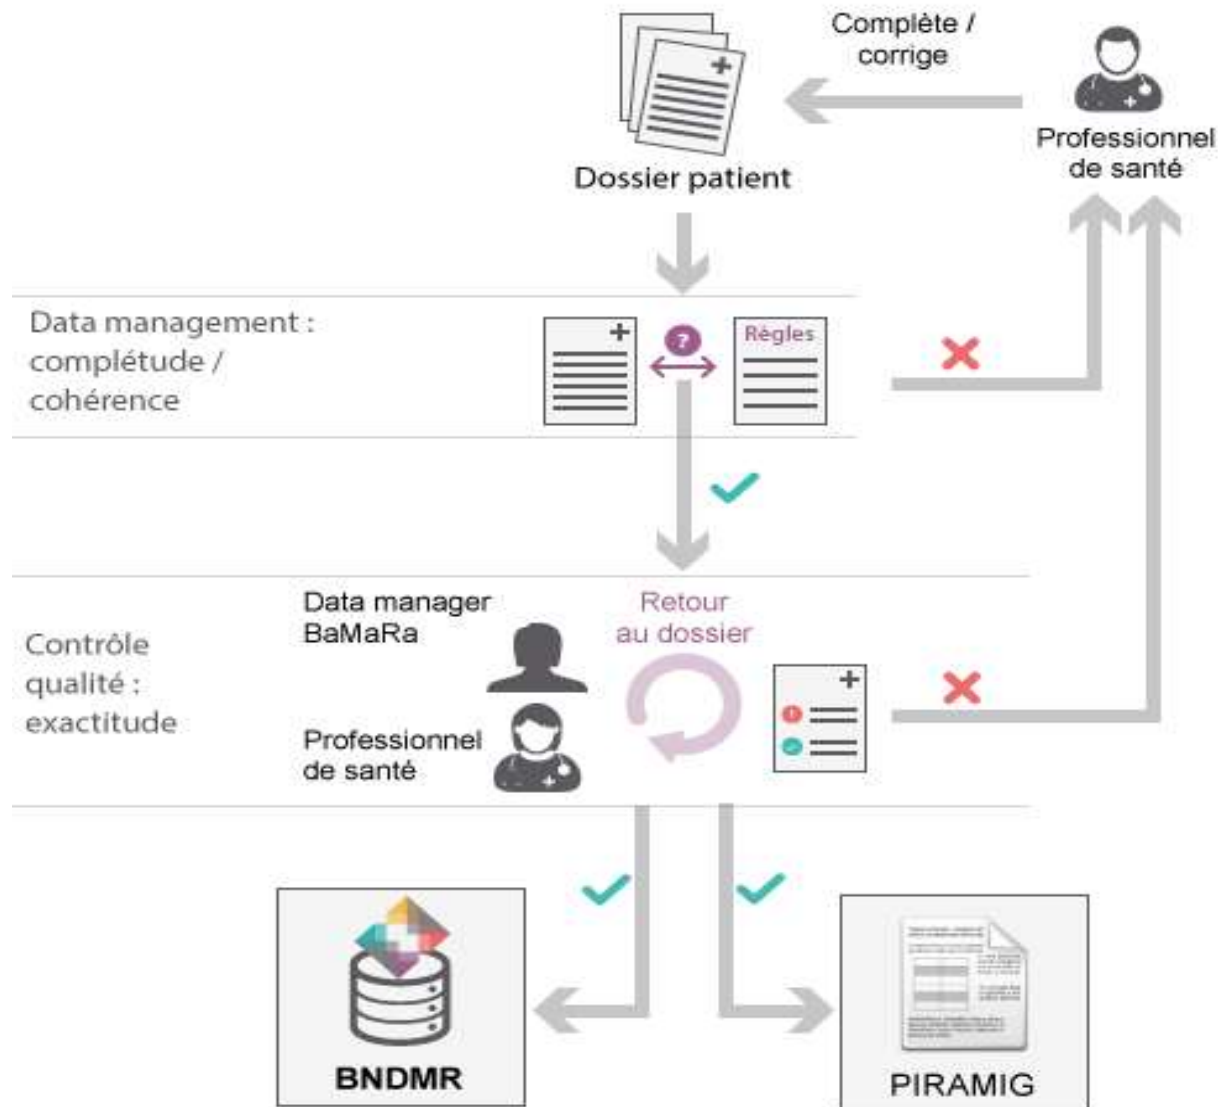 Complète /
corrige
Professionnel
de santé
Dossier patient
Data management :
complétude /
cohérence
?
Règles
Data manager
BaMaRa
Retour
au dossier
Contrôle
qualité :
exactitude
Professionnel
de santé
BNDMR
PIRAMIG